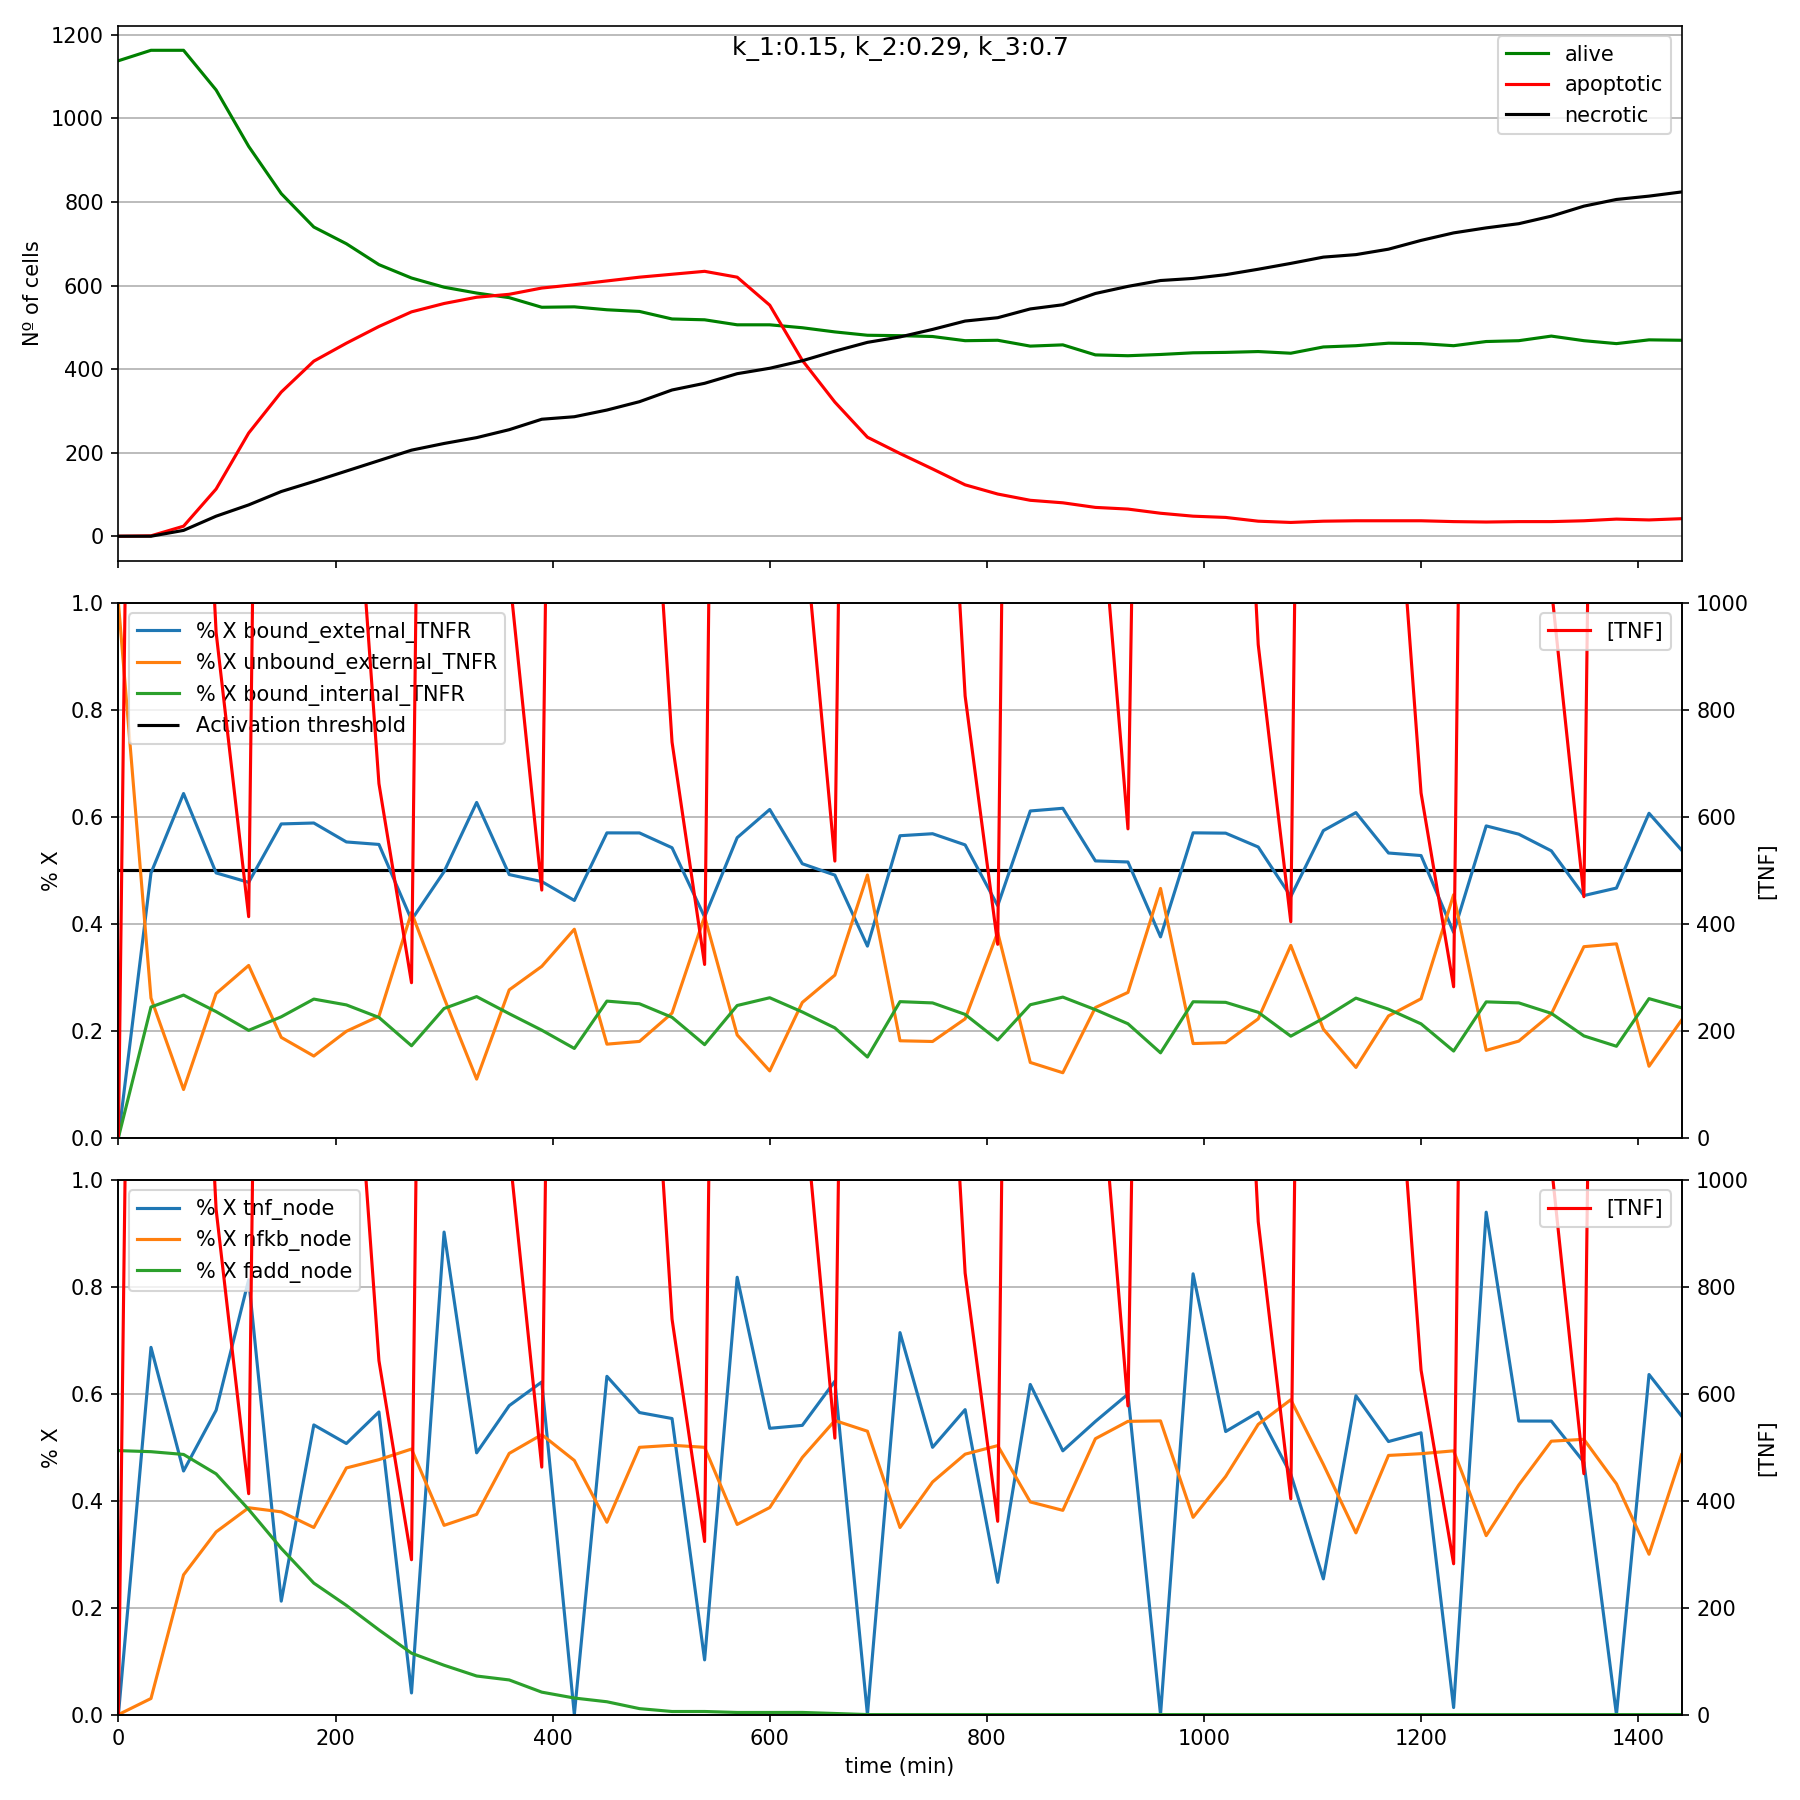 k_1:0.15, k_2:0.29, k_3:0.7
1200
1000
800
600
400
200
0
Nº of cells
alive
apoptotic
necrotic
1.0
0.8
0.6
0.4
0.2
0.0
% X
% X bound_external_TNFR
% X unbound_external_TNFR
% X bound_internal_TNFR
Activation threshold
[TNF]
1000
800
600
400
200
0
[TNF]
1.0
0.8
0.6
0.4
0.2
0.0
% X
% X tnf_node
% X nfkb_node
% X fadd_node
[TNF]
1000
800
600
400
200
0
[TNF]
0 200 400 600 800 1000 1200 1400
time (min)